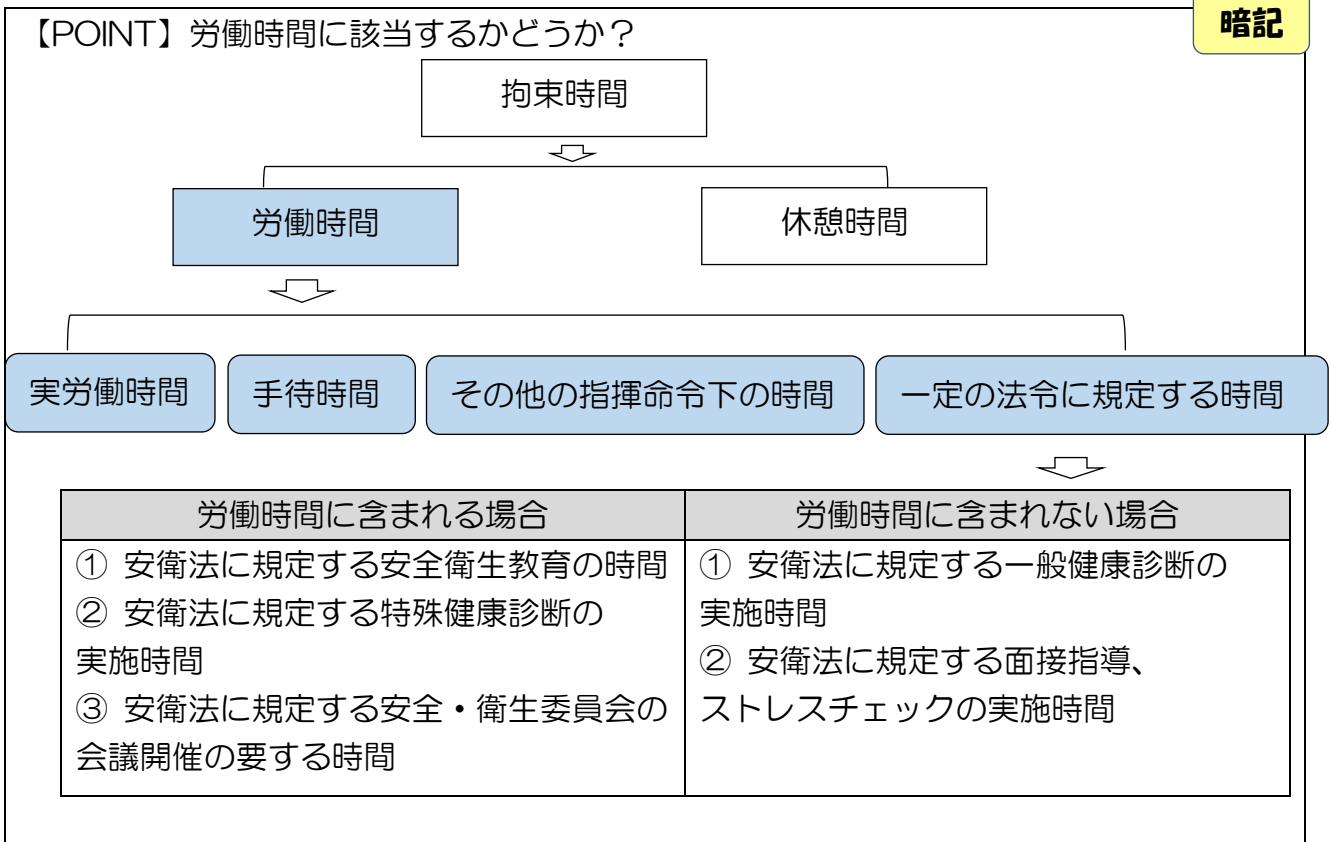 暗記
【POINT】労働時間に該当するかどうか？
拘束時間
労働時間
休憩時間
実労働時間
手待時間
その他の指揮命令下の時間
一定の法令に規定する時間
労働時間に含まれる場合
① 安衛法に規定する安全衛生教育の時間
② 安衛法に規定する特殊健康診断の
実施時間
③ 安衛法に規定する安全・衛生委員会の
会議開催の要する時間
労働時間に含まれない場合
① 安衛法に規定する一般健康診断の
実施時間
② 安衛法に規定する面接指導、
ストレスチェックの実施時間